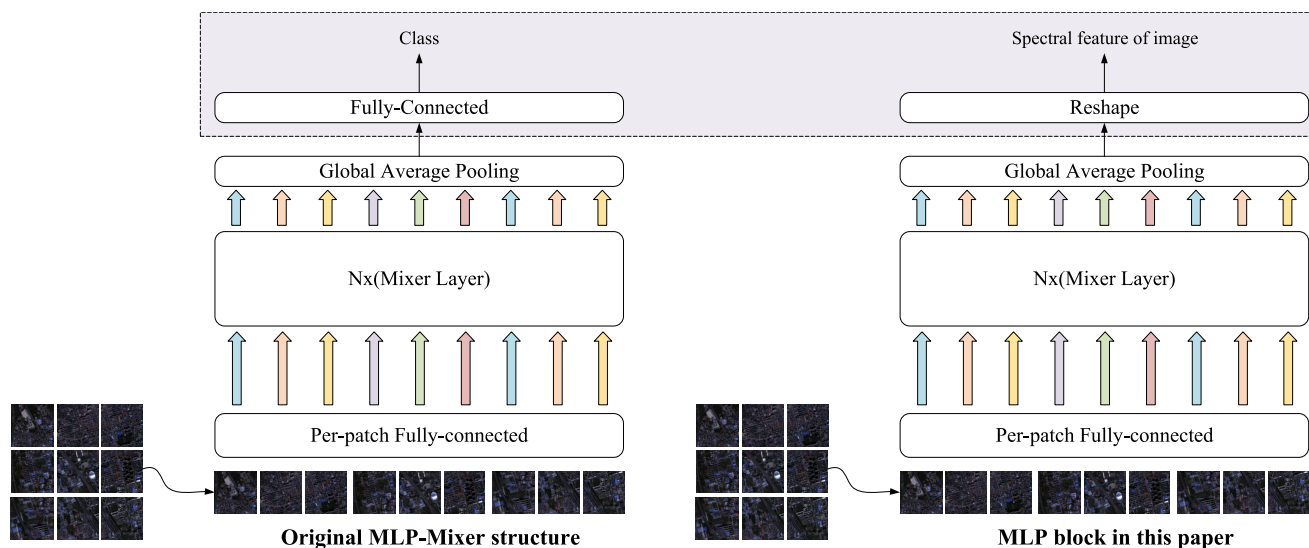 Class
Spectral feature of image
Fully-Connected
Reshape
Global Average Pooling
Global Average Pooling
Nx(Mixer Layer)
Nx(Mixer Layer)
Per-patch Fully-connected
Per-patch Fully-connected
Original MLP-Mixer structure
MLP block in this paper